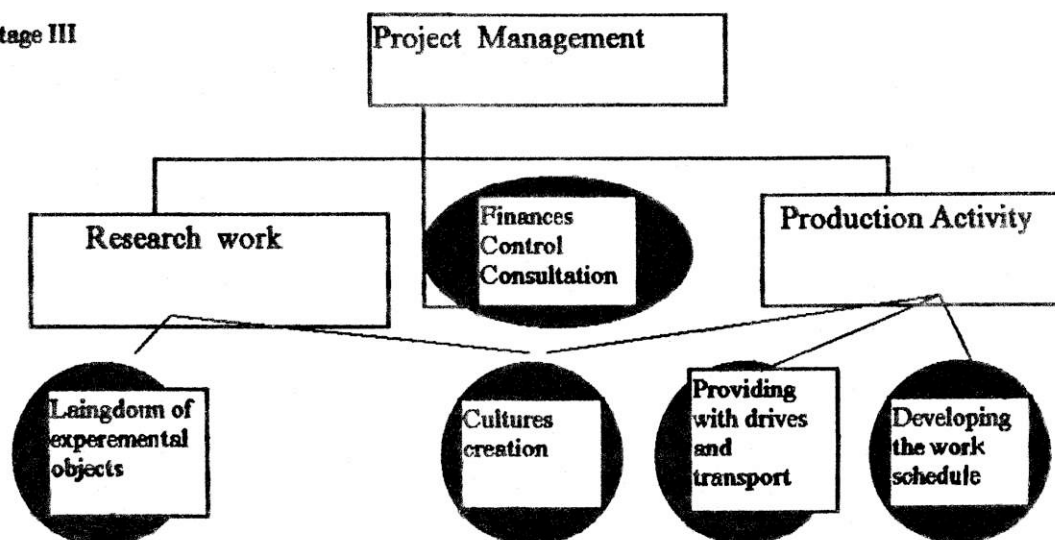 tage III
Project Management
Research work
Finances
Control
Consultation
Production Activity
Laingdom of
experemental
objects
Cultures
creation
Providing
with drives
and
transport
Developing
the work
schedule